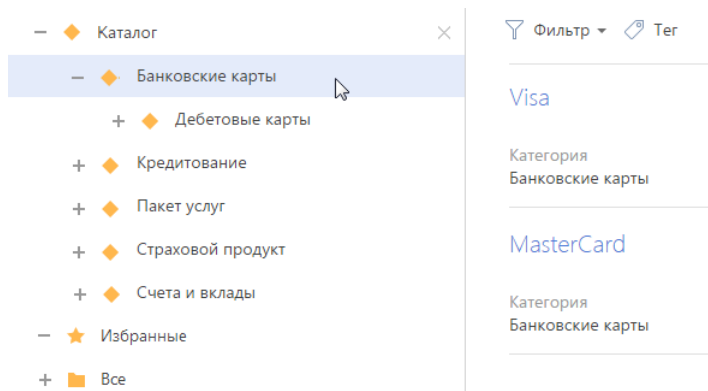 Каталог
Банковские карты
Дебетовые карты
Кредитование
Пакет услуг
Страховой продукт
Счета и вклады
Избранные
Все
Фильтр
Тег
Visa
Категория
Банковские карты
MasterCard
Категория
Банковские карты